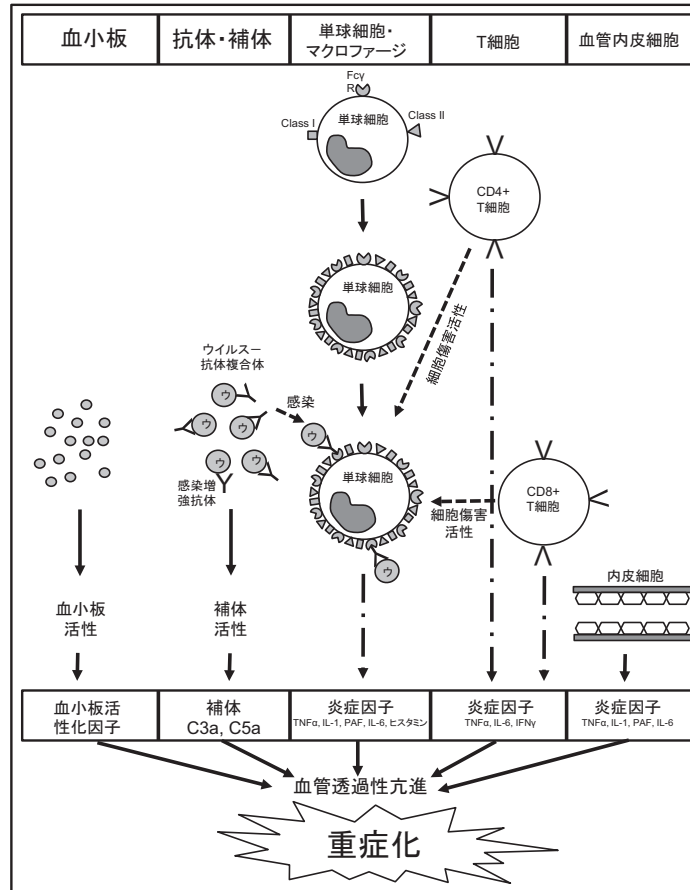 血小板
抗体・補体
単球細胞・
マクロファージ
T細胞
血管内皮細胞
Fcγ
R
Class I
Class II
単球細胞
CD4+
T細胞
単球細胞
細胞傷害活性
ウイルスー
抗体複合体
感染
ウ
ウ
ウ
ウ
ウ
ウ
感染増
強抗体
単球細胞
ウ
CD8+
T細胞
細胞傷害
活性
内皮細胞
血小板
活性
補体
活性
血小板活
性化因子
補体
C3a, C5a
炎症因子
TNFα, IL-1, PAF, IL-6, ヒスタミン
炎症因子
TNFα, IL-6, IFNγ
炎症因子
TNFα, IL-1, PAF, IL-6
血管透過性亢進
重症化